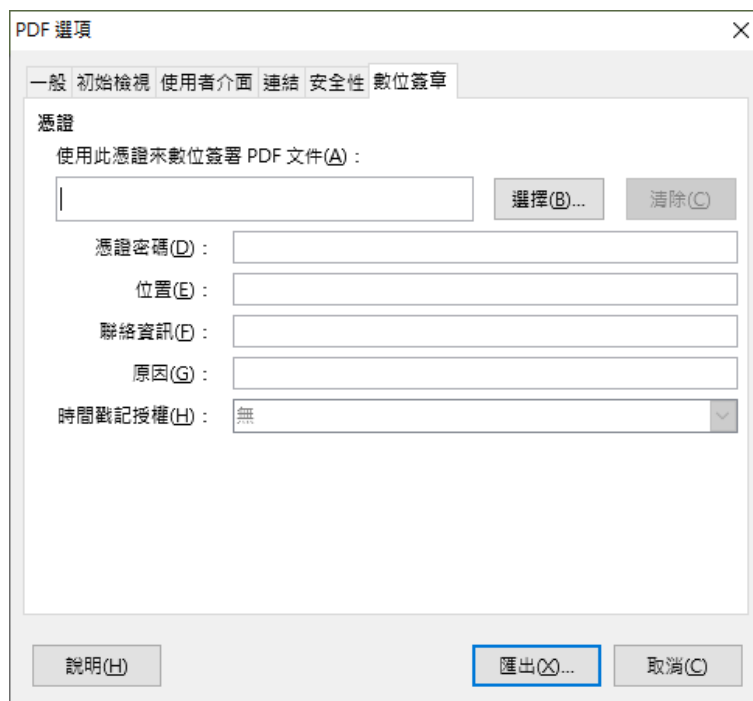 PDF 選項
一般 初始檢視 使用者介面 連結 安全性 數位簽章
憑證
使用此憑證來數位簽署 PDF 文件(A)：
選擇(B)... 清除(C)
憑證密碼(D)：
位置(E)：
聯絡資訊(F)：
原因(G)：
時間戳記授權(H)： 無
說明(H) 匯出(X)... 取消(C)